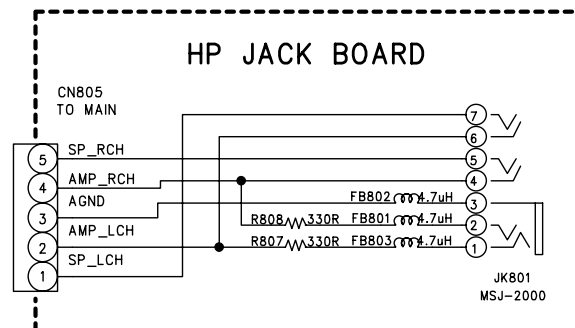 HP JACK BOARD
CN805
TO MAIN
7
6
5 SP_RCH 5
4 AMP_RCH 4
AGND FB802 4.7uH 3
3
R808 330R FB801 4.7uH 2
AMP_LCH
2 R807 330R FB803 4.7uH 1
SP_LCH
1
JK801
MSJ-2000